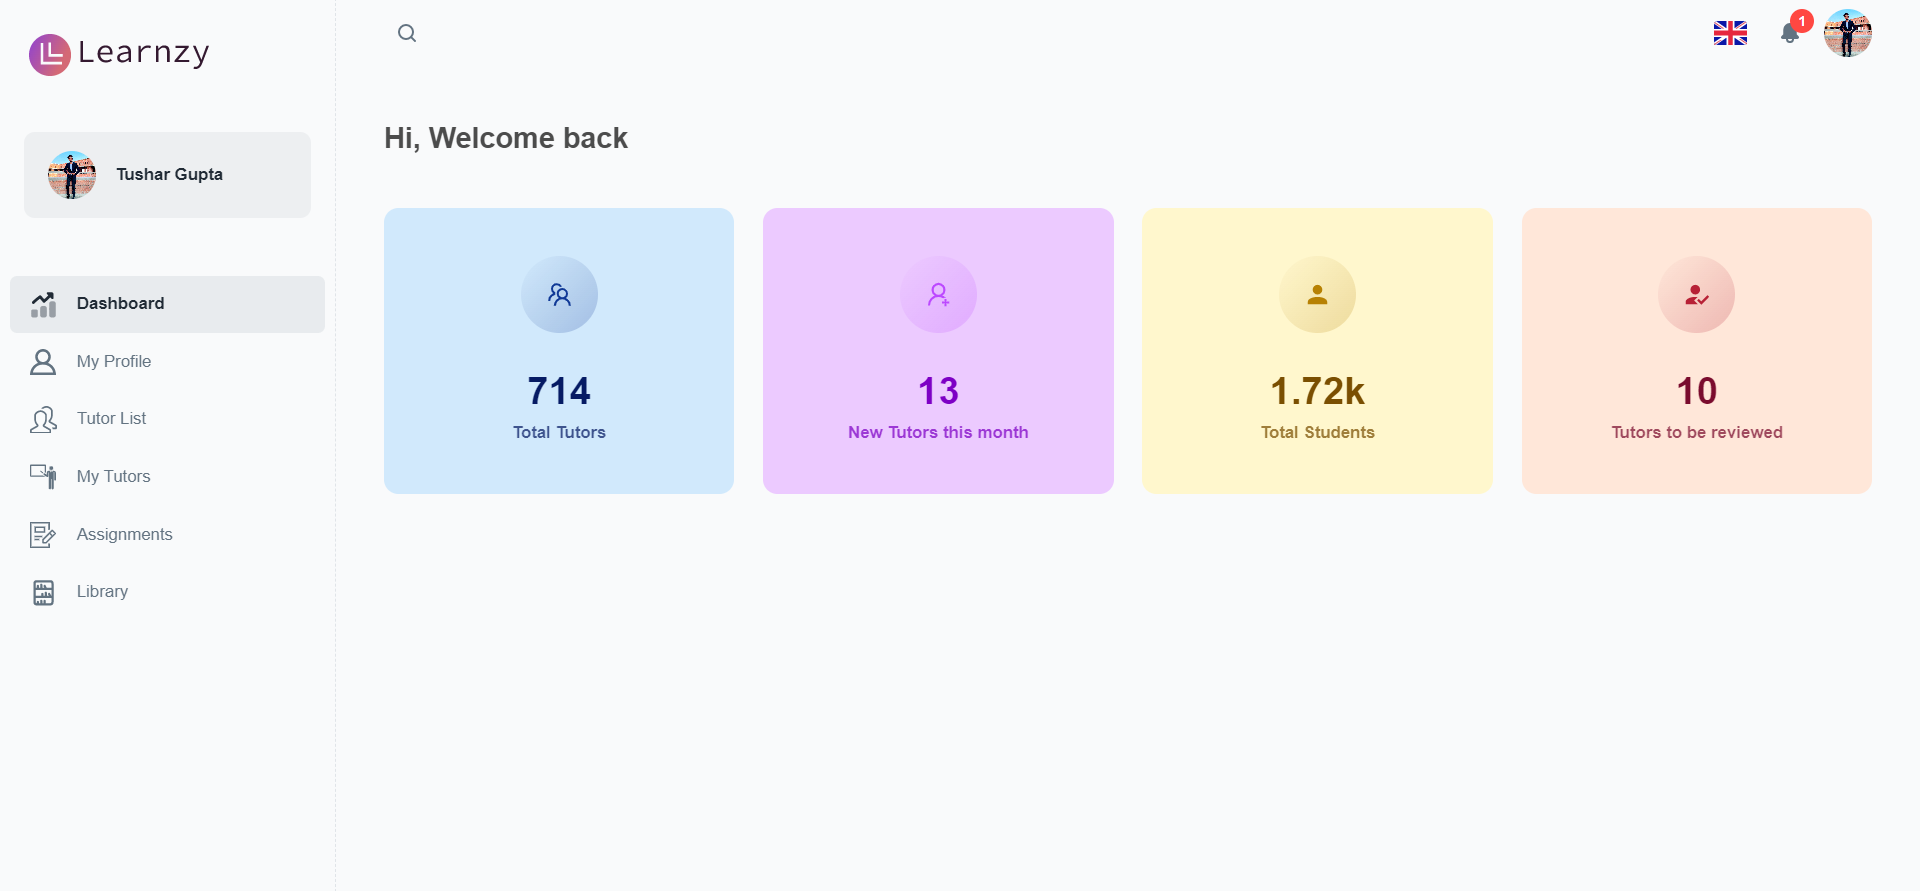 Learnzy
1
Hi, Welcome back
Tushar Gupta
Dashboard
My Profile
Tutor List
My Tutors
Assignments
Library
714
Total Tutors
13
New Tutors this month
1.72k
Total Students
10
Tutors to be reviewed